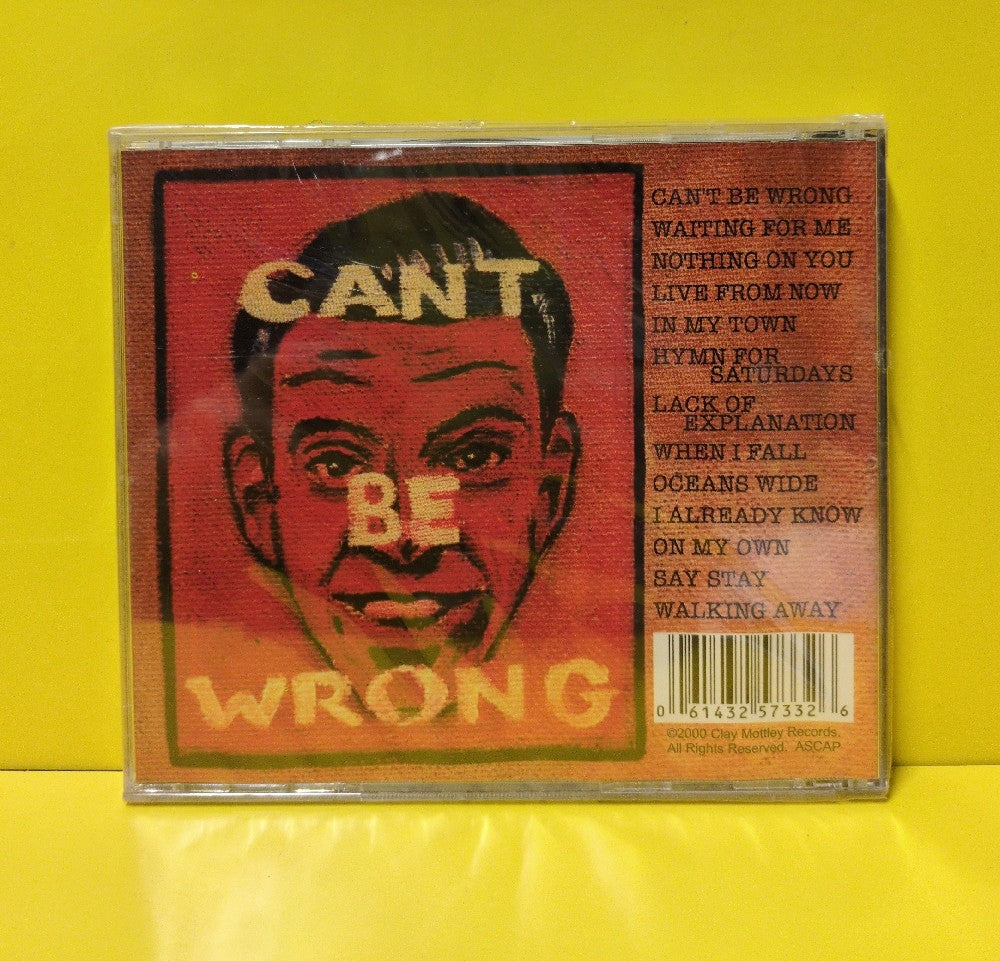 CAN'T
BE
WRONG
CAN'T BE WRONG
WAITING FOR ME
NOTHING ON YOU
LIVE FROM NOW
IN MY TOWN
HYMN FOR
SATURDAYS
LACK OF
EXPLANATION
WHEN I FALL
OCEANS WIDE
I ALREADY KNOW
ON MY OWN
SAY STAY
WALKING AWAY
0 61432 57332 6
©2000 Clay Mottley Records.
All Rights Reserved. ASCAP